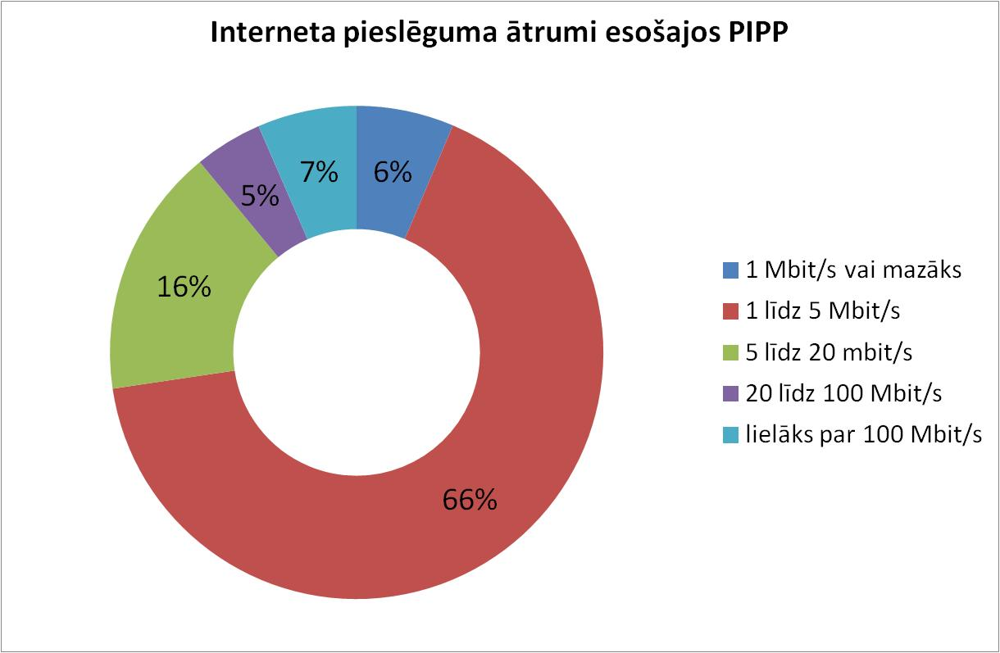 Interneta pieslēguma ātrumi esošajos PIPP
7%
6%
5%
16%
66%
1 Mbit/s vai mazāks
1 līdz 5 Mbit/s
5 līdz 20 mbit/s
20 līdz 100 Mbit/s
lielāks par 100 Mbit/s